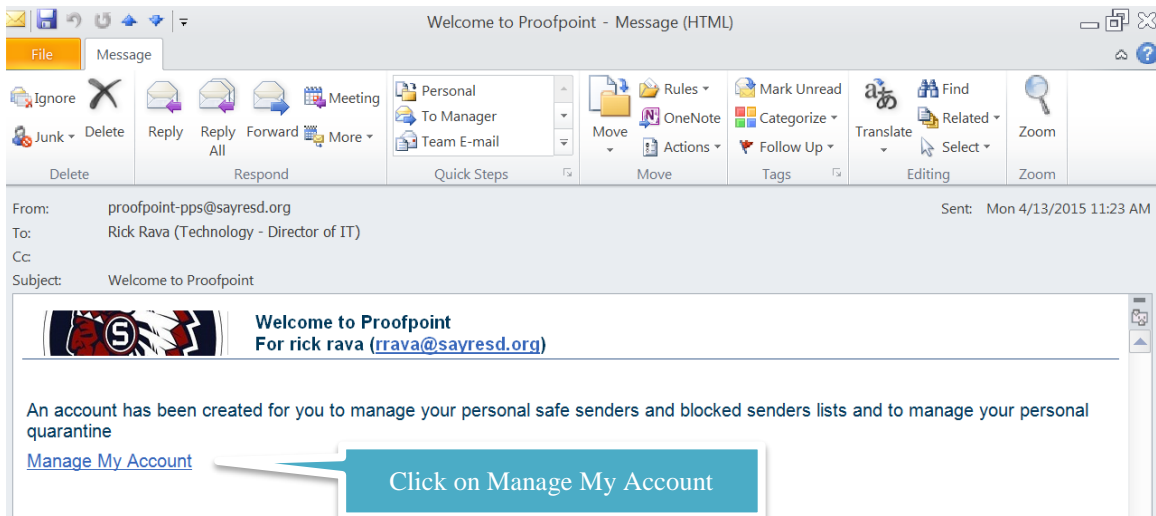 Welcome to Proofpoint - Message (HTML)
File Message
Ignore
Junk
Delete
Delete
Reply
Reply All
Forward
Meeting
More
Respond
Personal
To Manager
Team E-mail
Quick Steps
Move
Rules
OneNote
Actions
Move
Mark Unread
Categorize
Follow Up
Tags
Translate
Find
Related
Select
Editing
Zoom
Zoom
From: proofpoint-pps@sayresd.org Sent: Mon 4/13/2015 11:23 AM
To: Rick Rava (Technology - Director of IT)
Cc:
Subject: Welcome to Proofpoint
S
Welcome to Proofpoint
For rick rava (rrava@sayresd.org)
An account has been created for you to manage your personal safe senders and blocked senders lists and to manage your personal
quarantine
Manage My Account
Click on Manage My Account